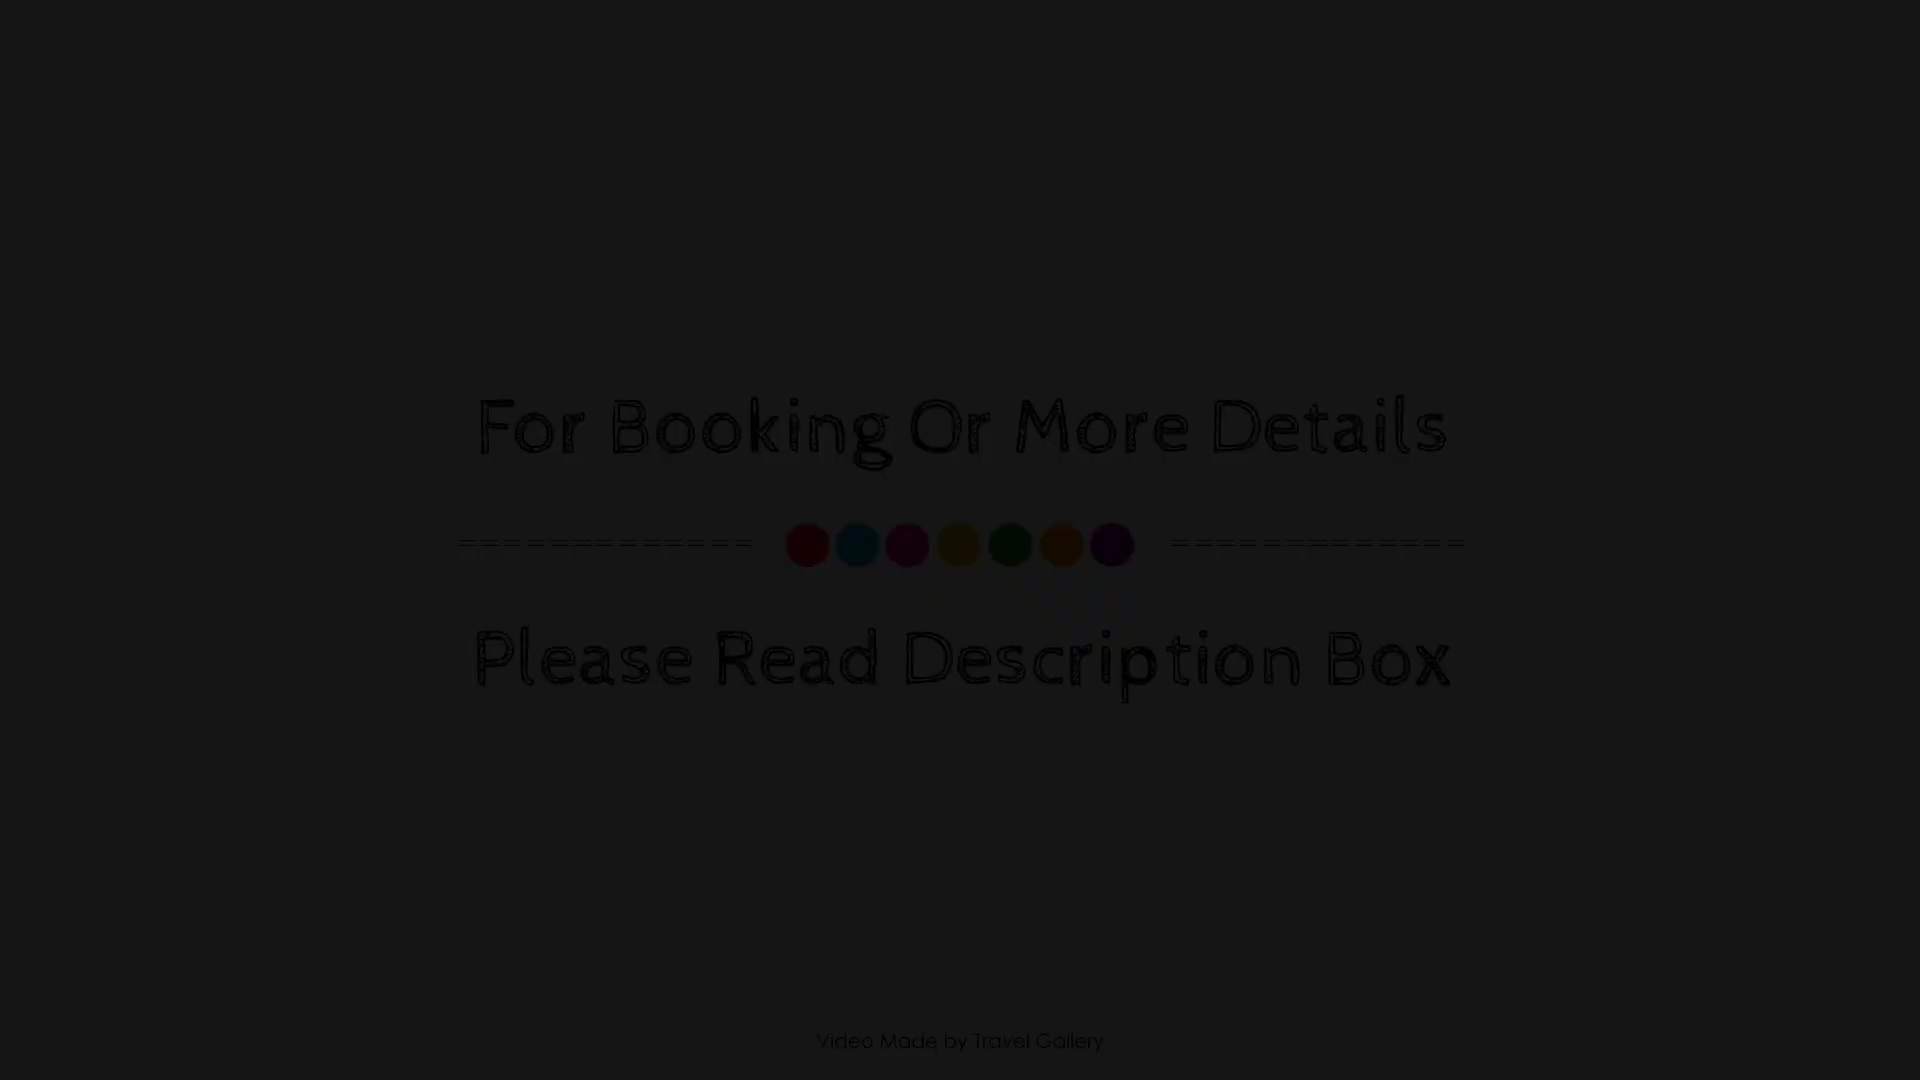 For Booking Or More Details
============= =============
Please Read Description Box
Video Made by Travel Gallery